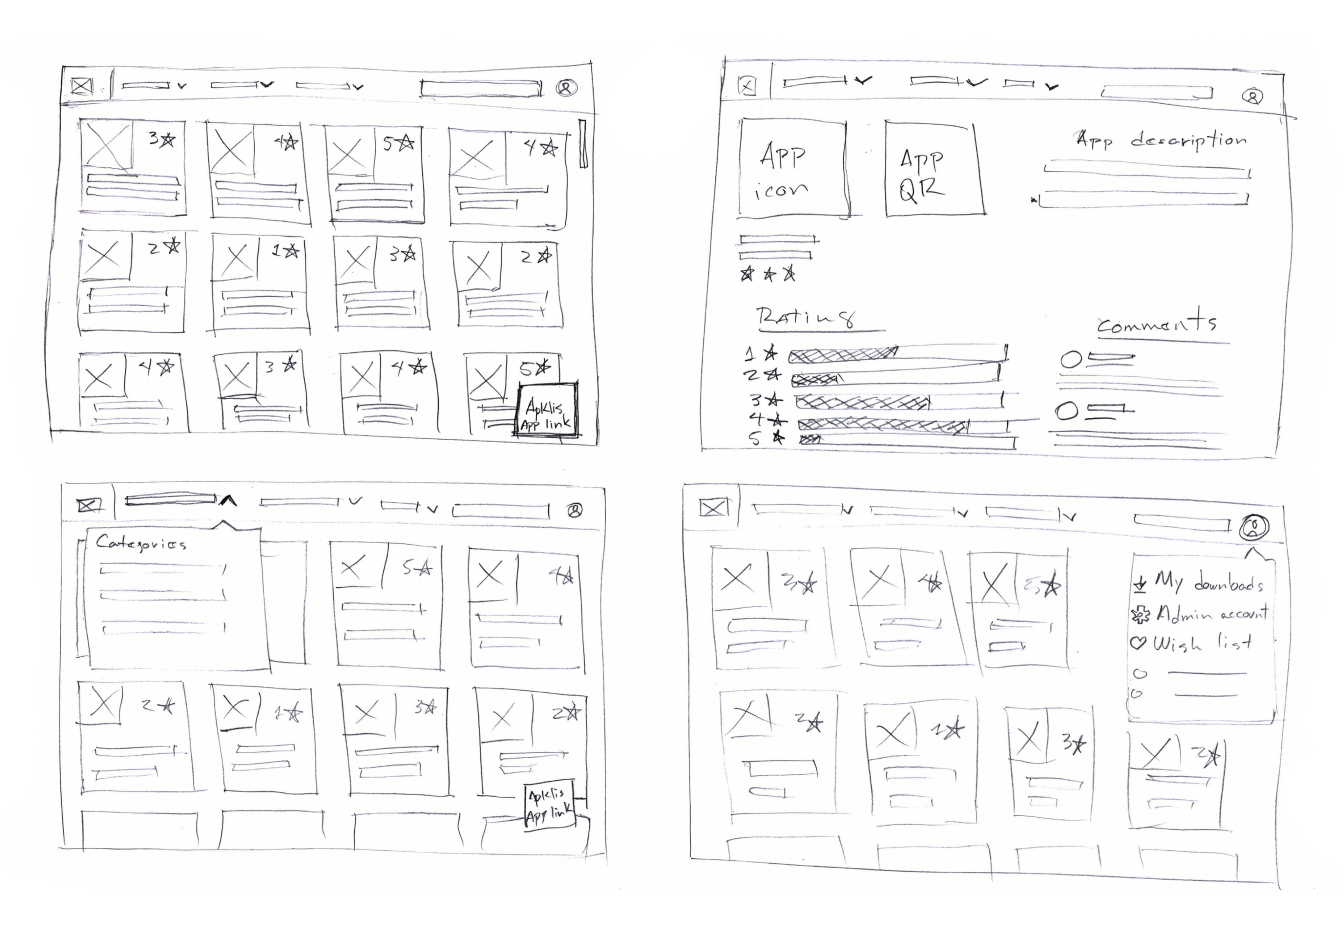 3☆ 4☆ 5☆ 4☆
2☆ 1☆ 3☆ 2☆
4☆ 3☆ 4☆ 5☆
Apklis
App link
App
icon
App
QR
App description
Rating
1☆
2☆
3☆
4☆
5☆
comments
Categories
5☆ 4☆
2☆ 1☆ 3☆ 2☆
Apklis
App link
3☆ 4☆ 5☆
My downloads
Admin account
Wish list
2☆ 1☆ 3☆ 2☆